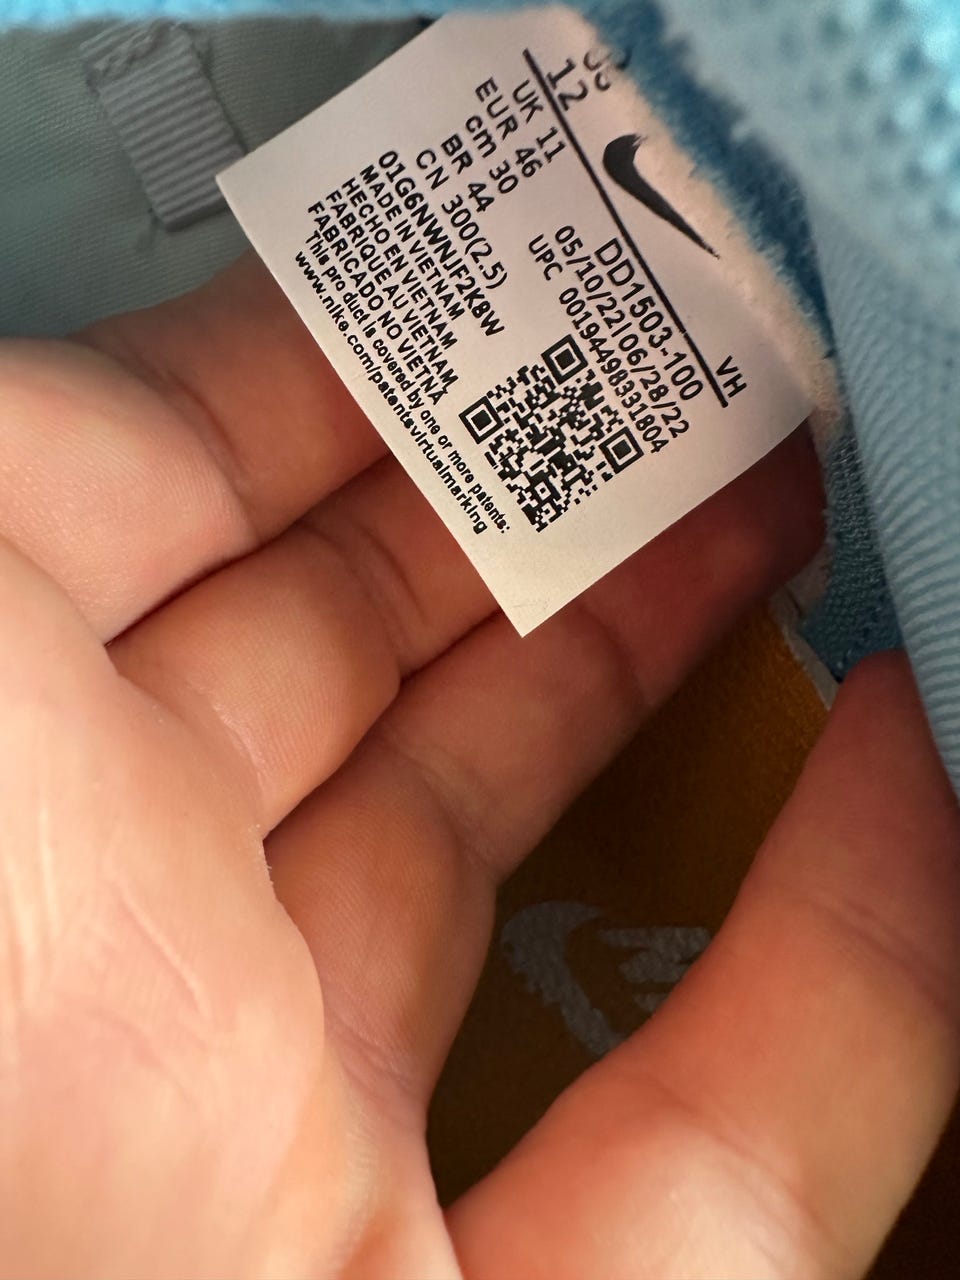 US
12
UK 11
EUR 46
cm 30
BR 44
CN 300(2.5)
VH
DD1503-100
05/10/22|06/28/22
UPC 00194498331804
01G6NWNJF2K8W
MADE IN VIETNAM
HECHO EN VIETNAM
FABRIQUE AU VIETNAM
FABRICADO NO VIETNÃ
This product is covered by one or more patents:
www.nike.com/patentsvirtualmarking